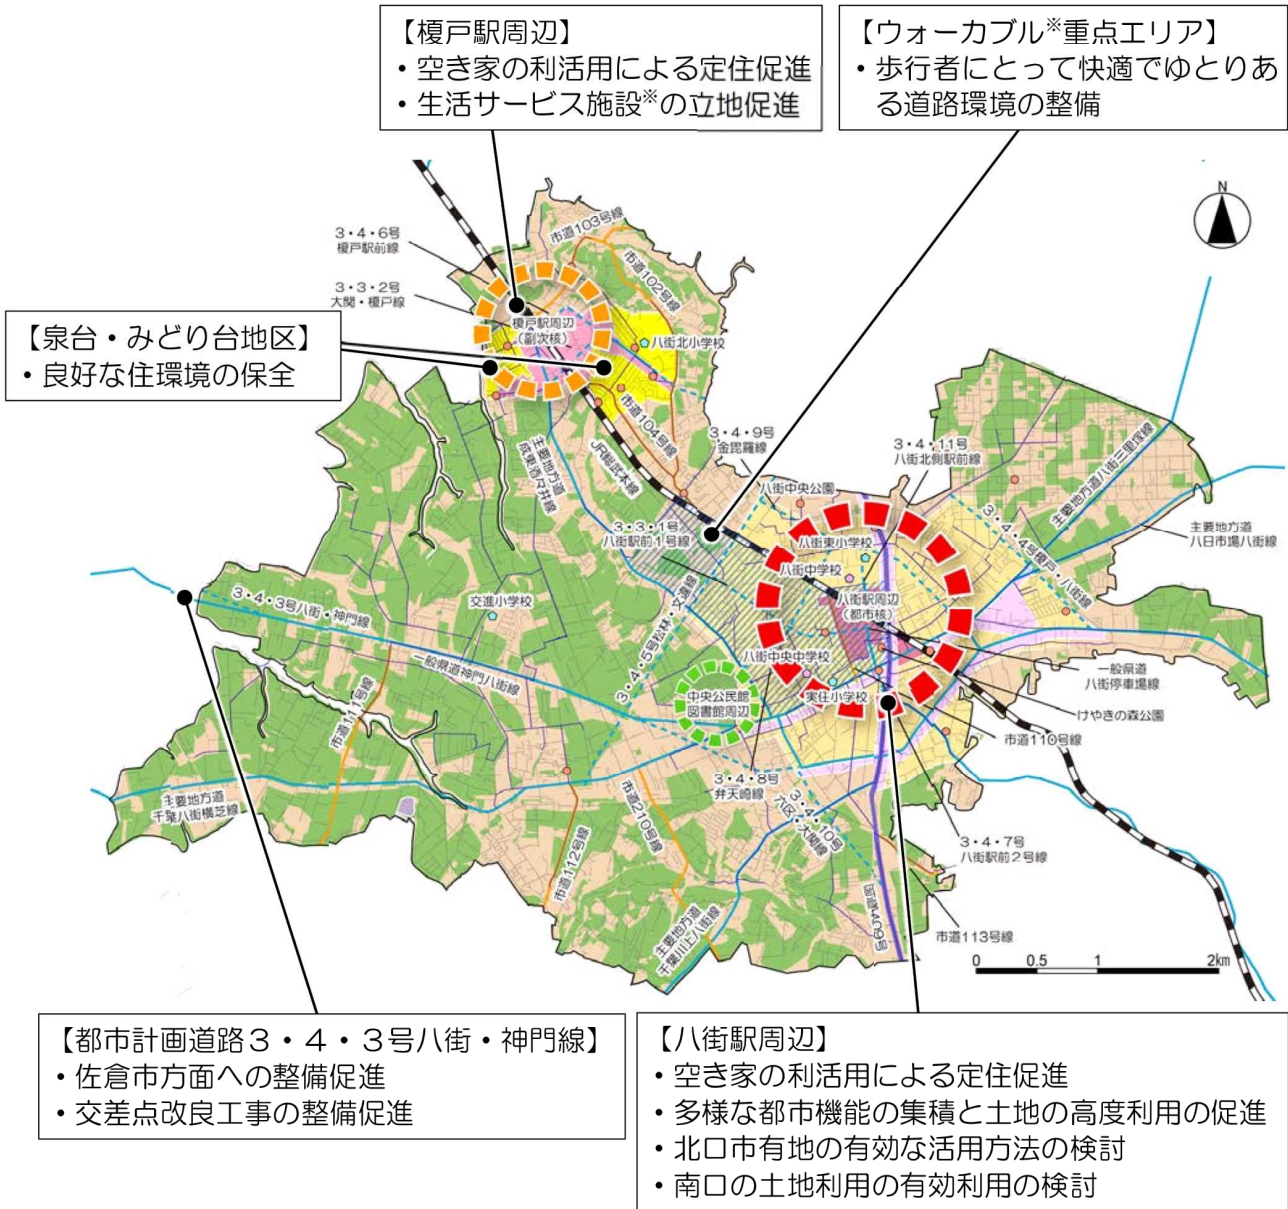 【榎戸駅周辺】
・空き家の利活用による定住促進
・生活サービス施設※の立地促進
【ウォーカブル※重点エリア】
・歩行者にとって快適でゆとりあ
る道路環境の整備
N
3・4・6号
榎戸駅前線
市道103号線
市道102号線
3・3・2号
大関・榎戸線
榎戸駅周辺
(副次核)
八街北小学校
【泉台・みどり台地区】
・良好な住環境の保全
市道104号線
主要地方道
成東酒々井線
JR総武本線
3・4・9号
金毘羅線
3・4・11号
八街北側駅前線
主要地方道八街三里塚線
八街中央公園
3・4・4号榎戸・八街線
主要地方道
八日市場八街線
3・3・1号
八街駅前1号線
八街東小学校
八街中学校
八街駅周辺
(都市核)
交進小学校
3・4・3号八街・神門線
3・4・5号松林・文違線
一般県道神門八街線
八街中央中学校
中央公民館
図書館周辺
実住小学校
一般県道
八街停車場線
けやきの森公園
市道110号線
市道111号線
3・4・8号
弁天崎線
3・4・10号
六区・大関線
主要地方道
千葉八街横芝線
市道210号線
市道112号線
3・4・7号
八街駅前2号線
国道409号
主要地方道
千葉川上八街線
市道113号線
0 0.5 1 2km
【都市計画道路3・4・3号八街・神門線】
・佐倉市方面への整備促進
・交差点改良工事の整備促進
【八街駅周辺】
・空き家の利活用による定住促進
・多様な都市機能の集積と土地の高度利用の促進
・北口市有地の有効な活用方法の検討
・南口の土地利用の有効利用の検討